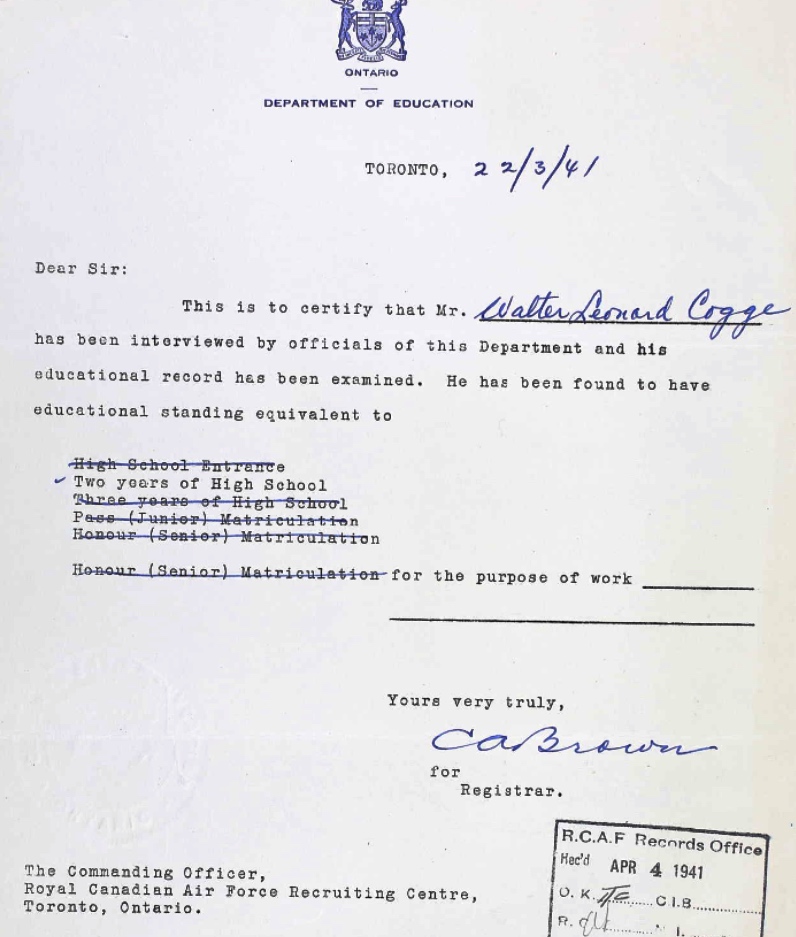 ONTARIO
DEPARTMENT OF EDUCATION
TORONTO, 22/3/41
Dear Sir:
This is to certify that Mr. Walter Leonard Cogge
has been interviewed by officials of this Department and his
educational record has been examined. He has been found to have
educational standing equivalent to
High School Entrance
✓ Two years of High School
Three years of High School
Pass (Junior) Matriculation
Honour (Senior) Matriculation
Honour (Senior) Matriculation for the purpose of work
Yours very truly,
CABrown
for
Registrar.
R.C.A.F Records Office
Rec'd APR 4 1941
O. K. C.I.B.
R.
The Commanding Officer,
Royal Canadian Air Force Recruiting Centre,
Toronto, Ontario.